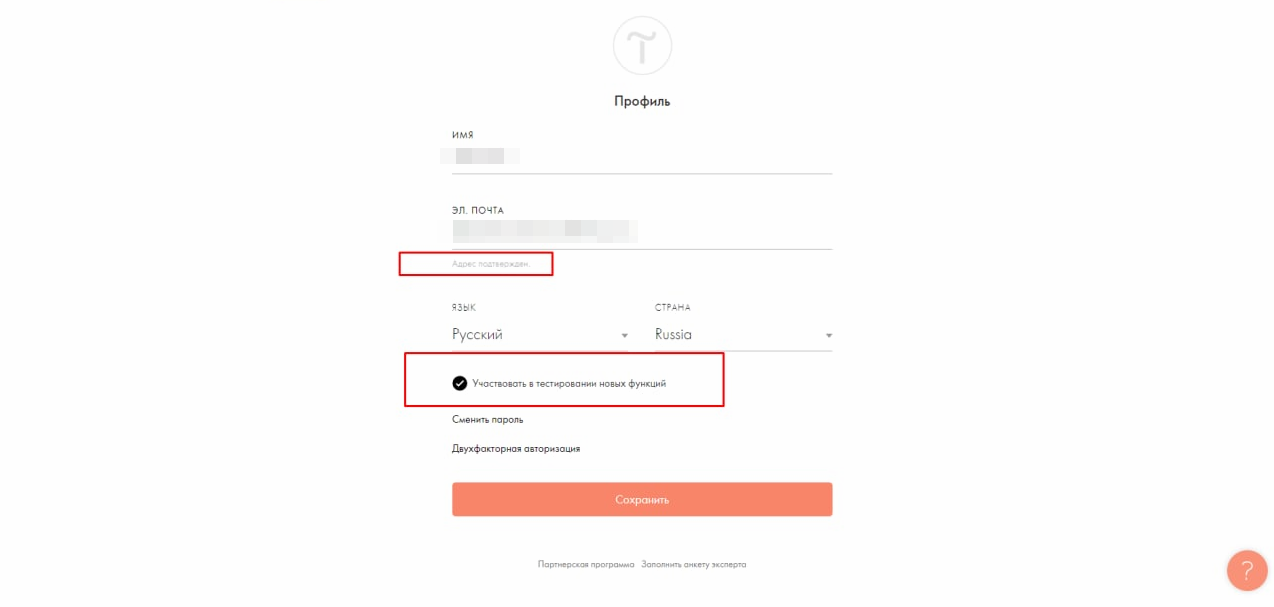 Профиль
ИМЯ
ЭЛ. ПОЧТА
Адрес подтвержден.
ЯЗЫК СТРАНА
Русский Russia
Участвовать в тестировании новых функций
Сменить пароль
Двухфакторная авторизация
Сохранить
Партнерская программа Заполнить анкету эксперта
?